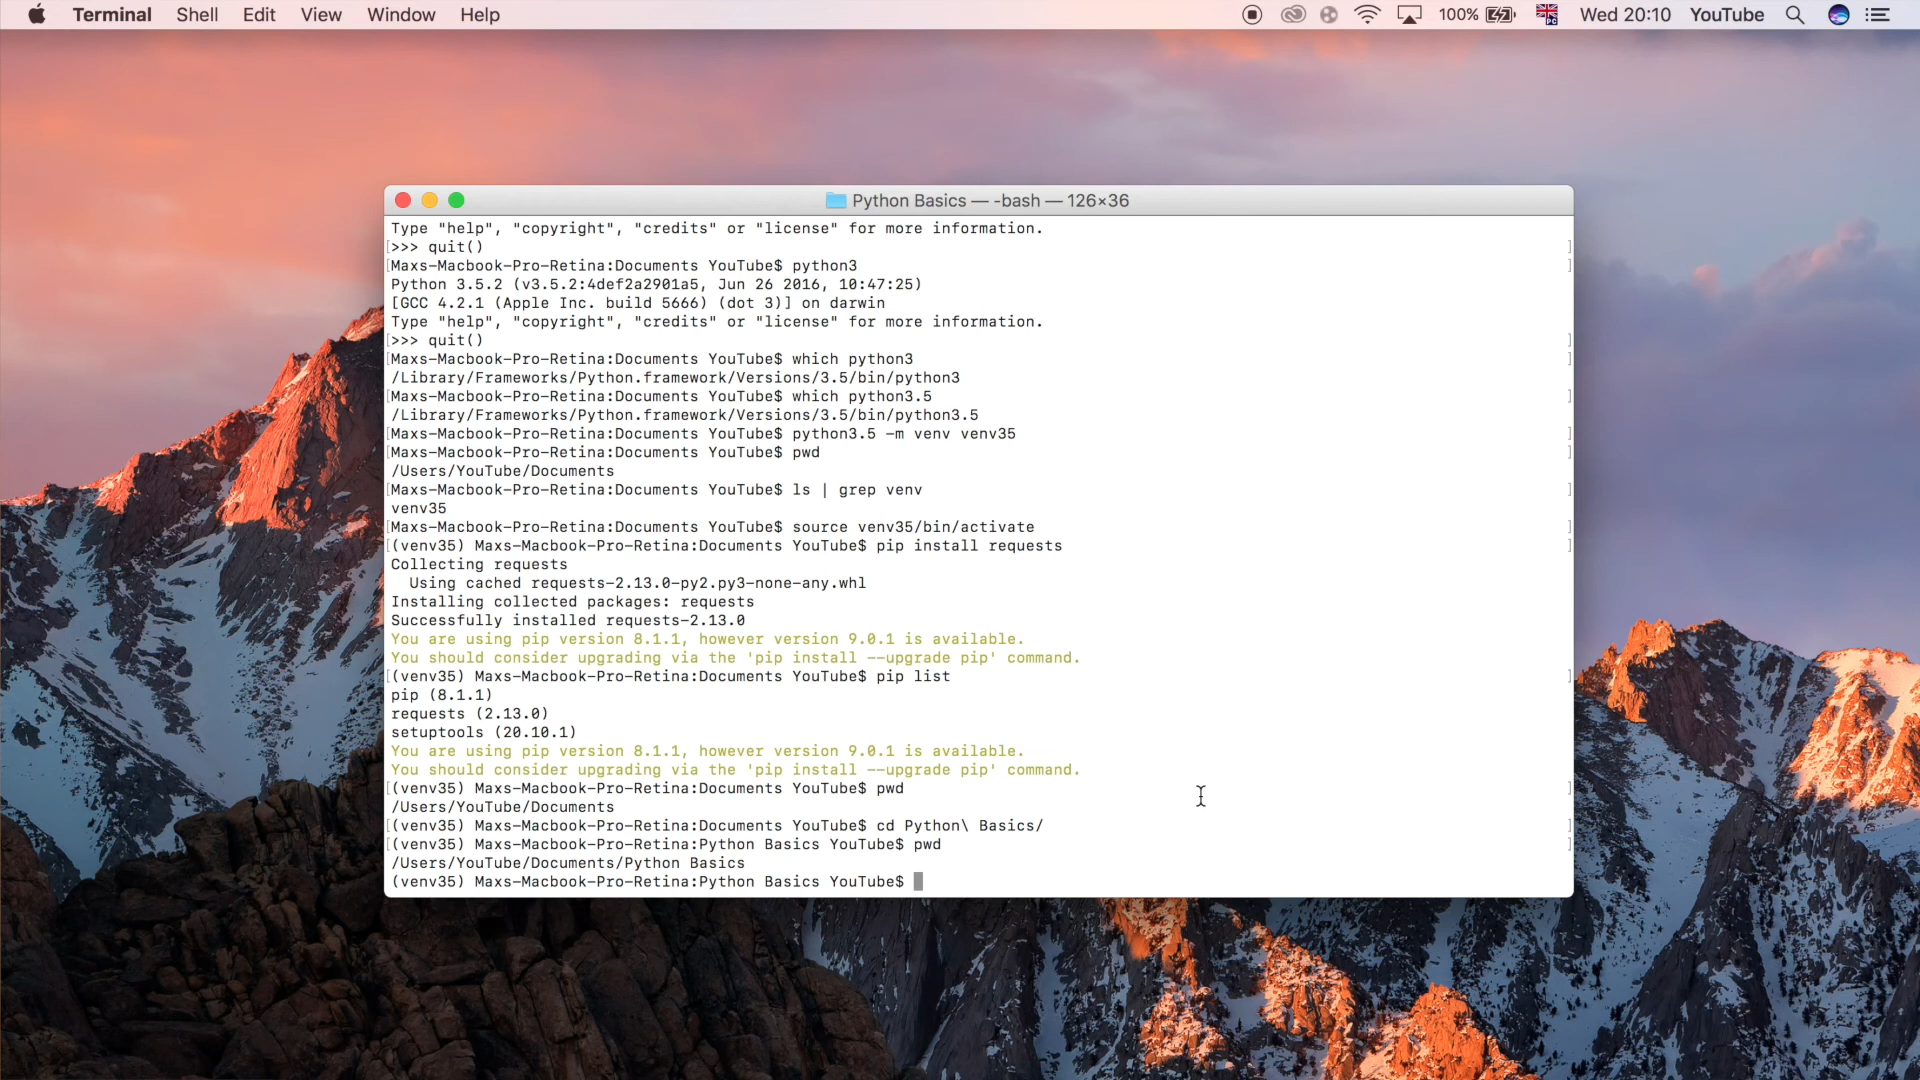 Terminal Shell Edit View Window Help 100% Wed 20:10 YouTube
Python Basics — -bash — 126×36
Type "help", "copyright", "credits" or "license" for more information.
[>>> quit() ]
[Maxs-Macbook-Pro-Retina:Documents YouTube$ python3 ]
Python 3.5.2 (v3.5.2:4def2a2901a5, Jun 26 2016, 10:47:25)
[GCC 4.2.1 (Apple Inc. build 5666) (dot 3)] on darwin
Type "help", "copyright", "credits" or "license" for more information.
[>>> quit() ]
[Maxs-Macbook-Pro-Retina:Documents YouTube$ which python3 ]
/Library/Frameworks/Python.framework/Versions/3.5/bin/python3
[Maxs-Macbook-Pro-Retina:Documents YouTube$ which python3.5 ]
/Library/Frameworks/Python.framework/Versions/3.5/bin/python3.5
[Maxs-Macbook-Pro-Retina:Documents YouTube$ python3.5 -m venv venv35 ]
[Maxs-Macbook-Pro-Retina:Documents YouTube$ pwd ]
/Users/YouTube/Documents
[Maxs-Macbook-Pro-Retina:Documents YouTube$ ls | grep venv ]
venv35
[Maxs-Macbook-Pro-Retina:Documents YouTube$ source venv35/bin/activate ]
[(venv35) Maxs-Macbook-Pro-Retina:Documents YouTube$ pip install requests ]
Collecting requests
  Using cached requests-2.13.0-py2.py3-none-any.whl
Installing collected packages: requests
Successfully installed requests-2.13.0
You are using pip version 8.1.1, however version 9.0.1 is available.
You should consider upgrading via the 'pip install --upgrade pip' command.
[(venv35) Maxs-Macbook-Pro-Retina:Documents YouTube$ pip list ]
pip (8.1.1)
requests (2.13.0)
setuptools (20.10.1)
You are using pip version 8.1.1, however version 9.0.1 is available.
You should consider upgrading via the 'pip install --upgrade pip' command.
[(venv35) Maxs-Macbook-Pro-Retina:Documents YouTube$ pwd ]
/Users/YouTube/Documents
[(venv35) Maxs-Macbook-Pro-Retina:Documents YouTube$ cd Python\ Basics/ ]
[(venv35) Maxs-Macbook-Pro-Retina:Python Basics YouTube$ pwd ]
/Users/YouTube/Documents/Python Basics
(venv35) Maxs-Macbook-Pro-Retina:Python Basics YouTube$